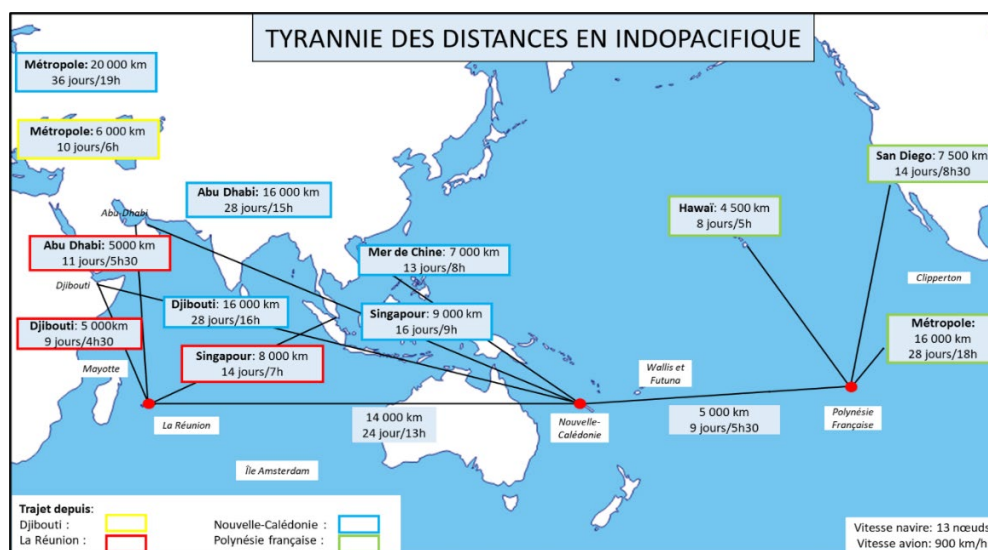 TYRANNIE DES DISTANCES EN INDOPACIFIQUE
Métropole: 20 000 km
36 jours/19h
Métropole: 6 000 km
10 jours/6h
Abu Dhabi: 16 000 km
28 jours/15h
Abu Dhabi
Abu Dhabi: 5000 km
11 jours/5h30
Djibouti
Djibouti: 5 000km
9 jours/4h30
Mayotte
Djibouti: 16 000 km
28 jours/16h
Singapour: 8 000 km
14 jours/7h
Mer de Chine: 7 000 km
13 jours/8h
Singapour: 9 000 km
16 jours/9h
Hawaï: 4 500 km
8 jours/5h
San Diego: 7 500 km
14 jours/8h30
Clipperton
Métropole:
16 000 km
28 jours/18h
Wallis et
Futuna
La Réunion
14 000 km
24 jour/13h
Nouvelle-
Calédonie
5 000 km
9 jours/5h30
Polynésie
Française
Île Amsterdam
Trajet depuis:
Djibouti :
La Réunion :
Nouvelle-Calédonie :
Polynésie française :
Vitesse navire: 13 nœuds
Vitesse avion: 900 km/h